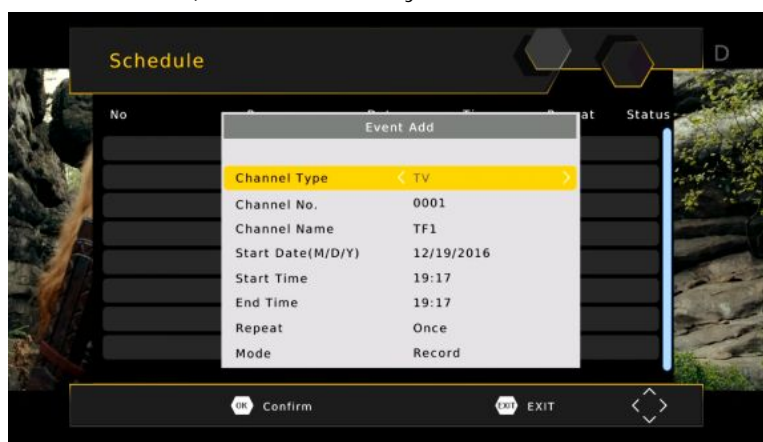 Schedule
D
No at Status
Event Add
Channel Type TV
Channel No. 0001
Channel Name TF1
Start Date(M/D/Y) 12/19/2016
Start Time 19:17
End Time 19:17
Repeat Once
Mode Record
OK Confirm EXIT EXIT